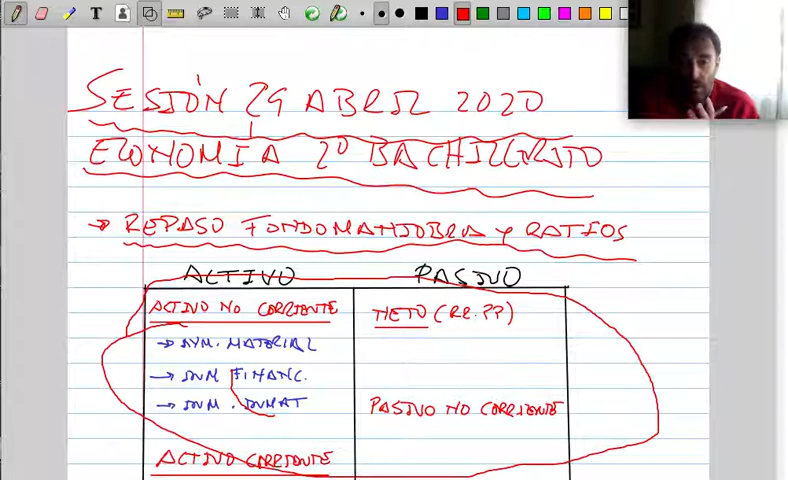 SESIÓN 29 ABRIL 2020
ECONOMIA 2º BACHILLERATO
→ REPASO FONDO MANIOBRA Y RATIOS
ACTIVO PASIVO
ACTIVO NO CORRIENTE
NETO (RR.PP)
→ INM. MATERIAL
→ INM FINANC.
→ INM. INMAT
PASIVO NO CORRIENTE
ACTIVO CORRIENTE